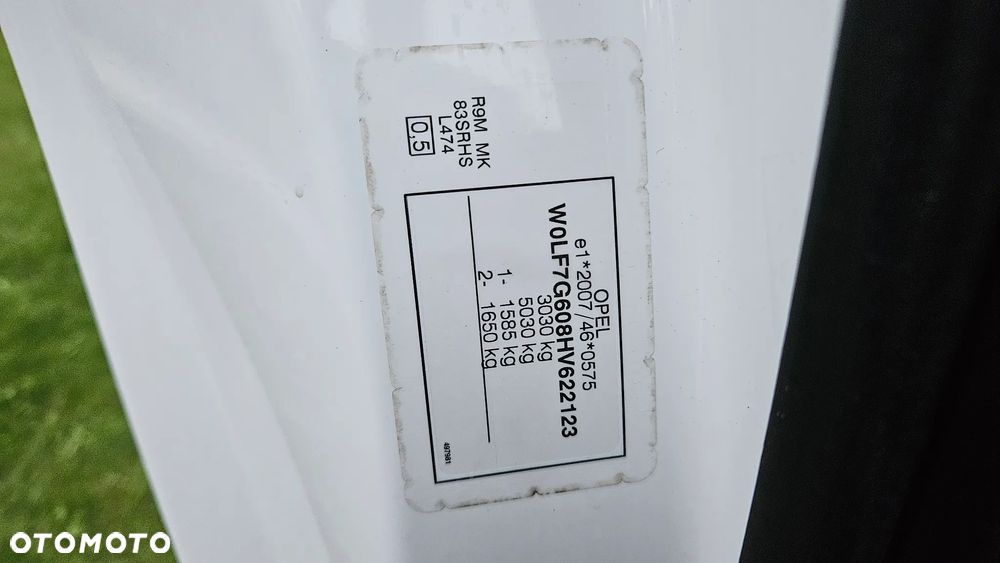 OPEL
e1*2007/46*0575
W0LF7G608HV622123
3030 kg
5030 kg
1- 1585 kg
2- 1650 kg
R9M MK
83SRHS
L474
0,5
OTOMOTO